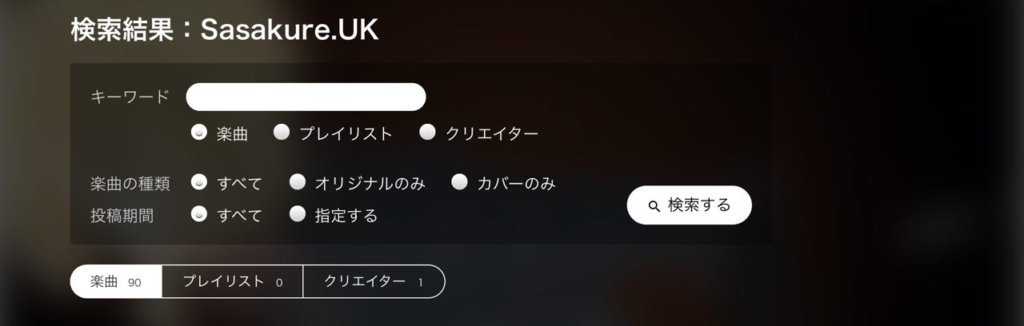 検索結果：Sasakure.UK
キーワード
楽曲 プレイリスト クリエイター
楽曲の種類 すべて オリジナルのみ カバーのみ
投稿期間 すべて 指定する
検索する
楽曲 90 プレイリスト 0 クリエイター 1